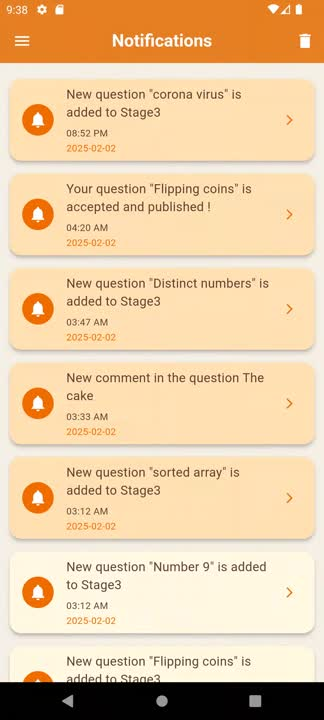 9:38
Notifications
New question "corona virus" is
added to Stage3
08:52 PM
2025-02-02
Your question "Flipping coins" is
accepted and published !
04:20 AM
2025-02-02
New question "Distinct numbers" is
added to Stage3
03:47 AM
2025-02-02
New comment in the question The
cake
03:33 AM
2025-02-02
New question "sorted array" is
added to Stage3
03:12 AM
2025-02-02
New question "Number 9" is added
to Stage3
03:12 AM
2025-02-02
New question "Flipping coins" is
added to Stage3